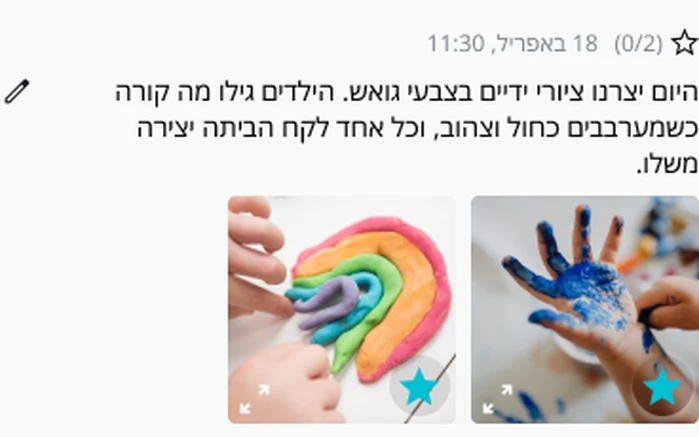 18 באפריל, 11:30 (0/2)
היום יצרנו ציורי ידיים בצבעי גואש. הילדים גילו מה קורה
כשמערבבים כחול וצהוב, וכל אחד לקח הביתה יצירה
משלו.